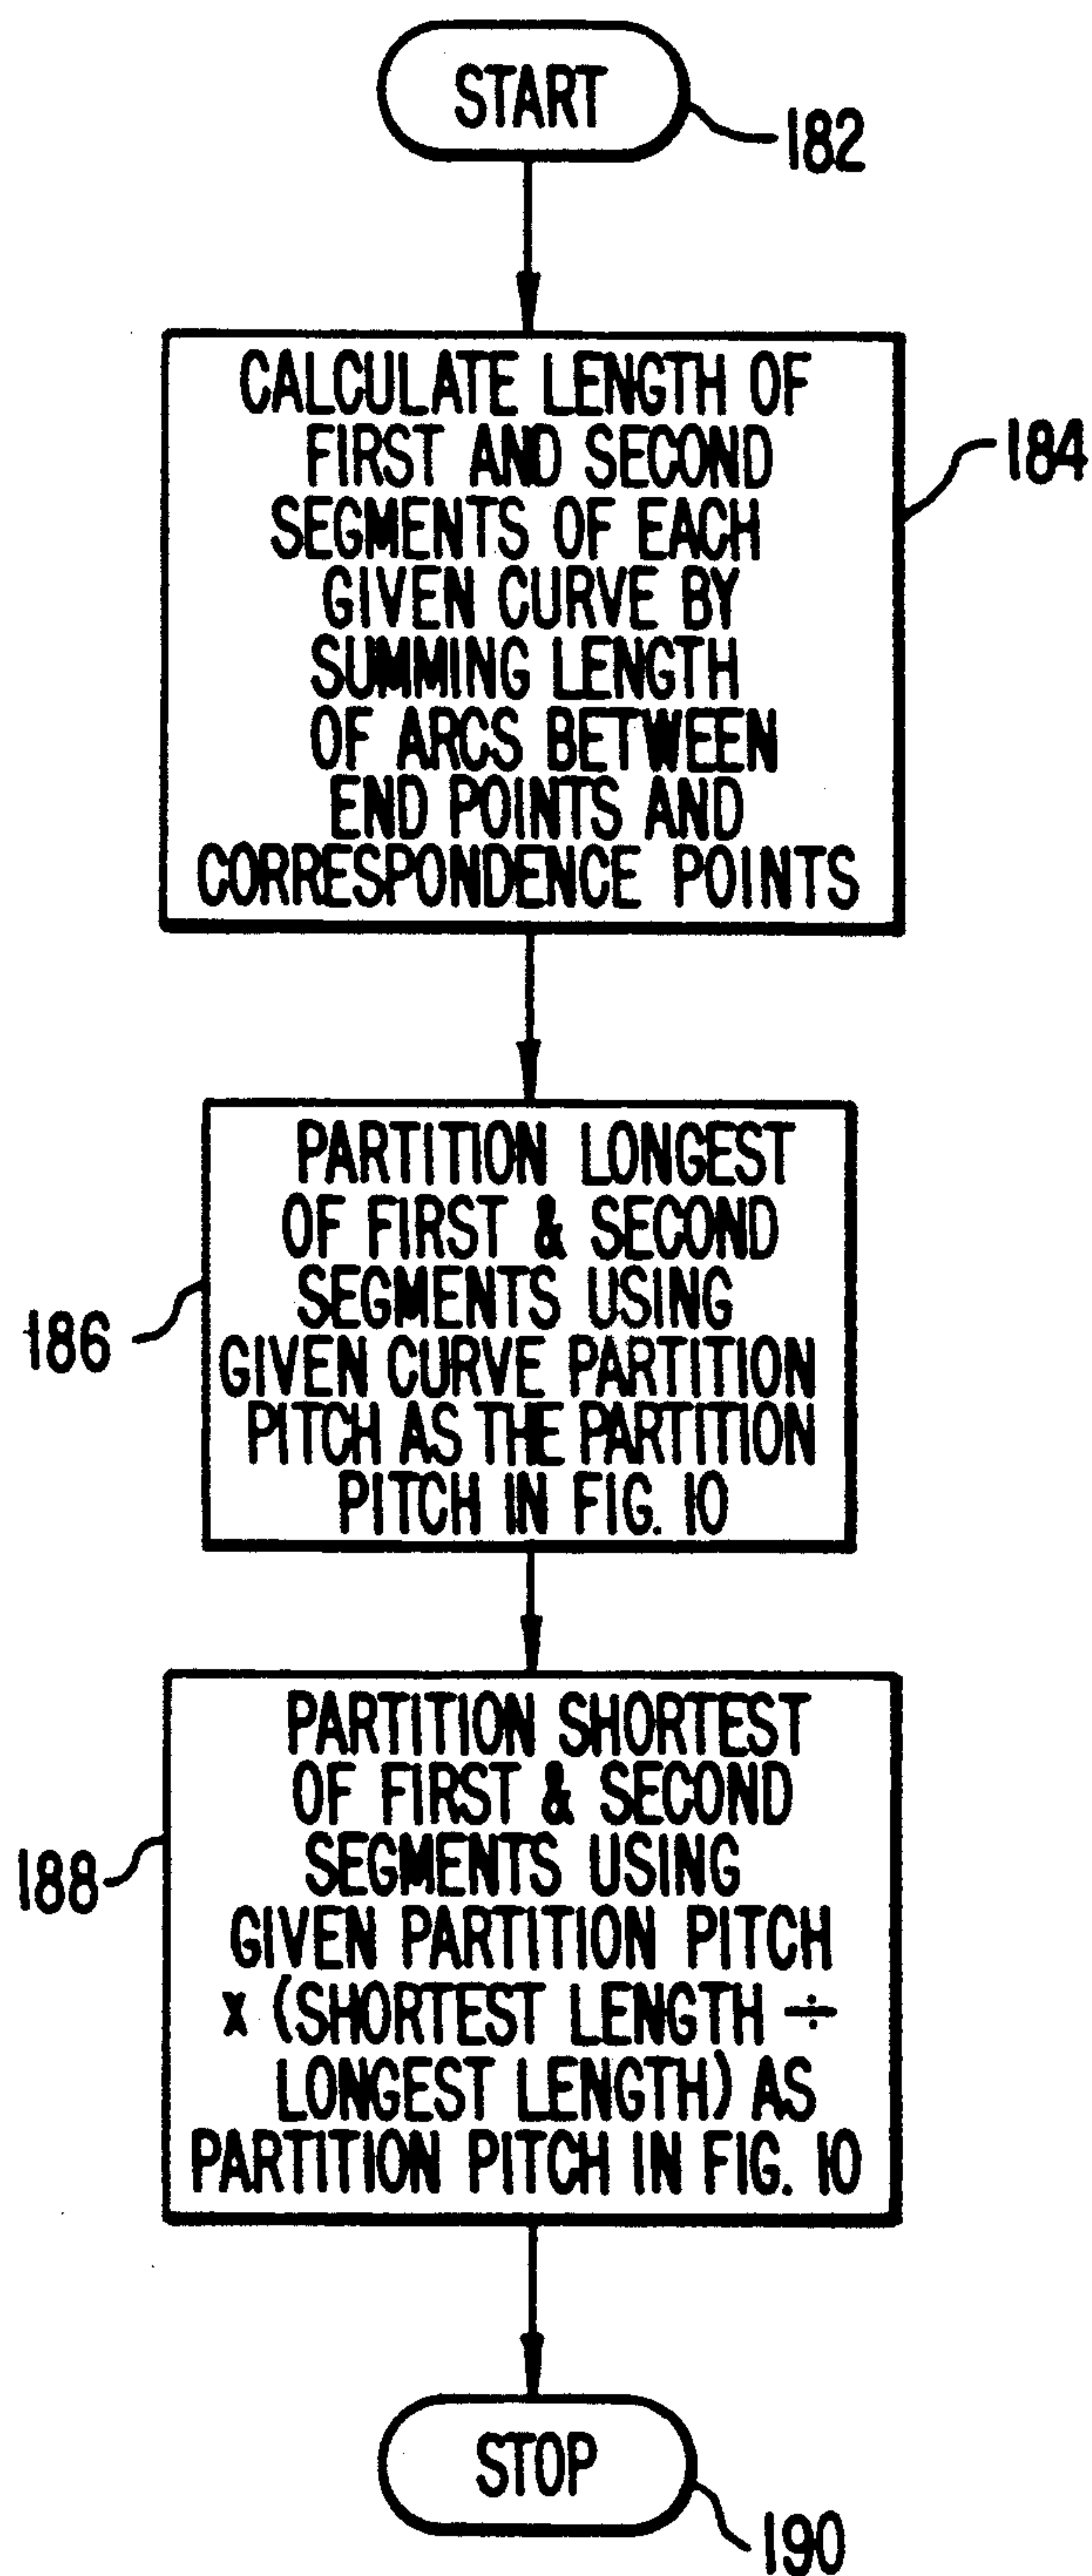 START
182
CALCULATE LENGTH OF
FIRST AND SECOND
SEGMENTS OF EACH
GIVEN CURVE BY
SUMMING LENGTH
OF ARCS BETWEEN
END POINTS AND
CORRESPONDENCE POINTS
184
PARTITION LONGEST
OF FIRST & SECOND
SEGMENTS USING
GIVEN CURVE PARTITION
PITCH AS THE PARTITION
PITCH IN FIG. 10
186
PARTITION SHORTEST
OF FIRST & SECOND
SEGMENTS USING
GIVEN PARTITION PITCH
x (SHORTEST LENGTH ÷
LONGEST LENGTH) AS
PARTITION PITCH IN FIG. 10
188
STOP
190